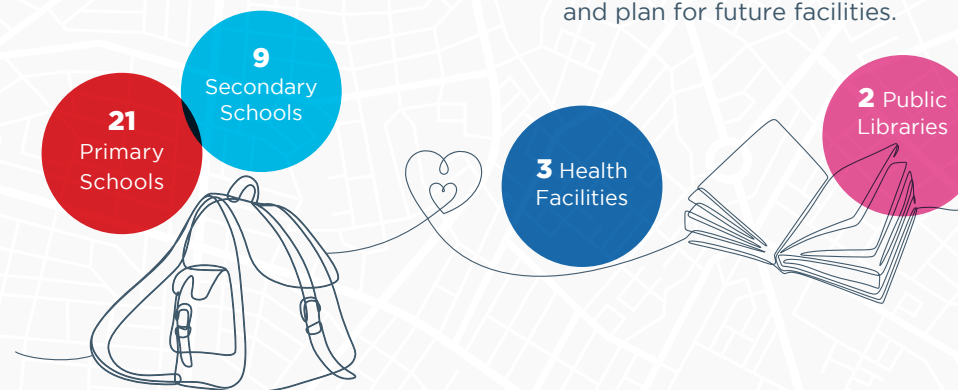 and plan for future facilities.
9
Secondary
Schools
21
Primary
Schools
3 Health
Facilities
2 Public
Libraries